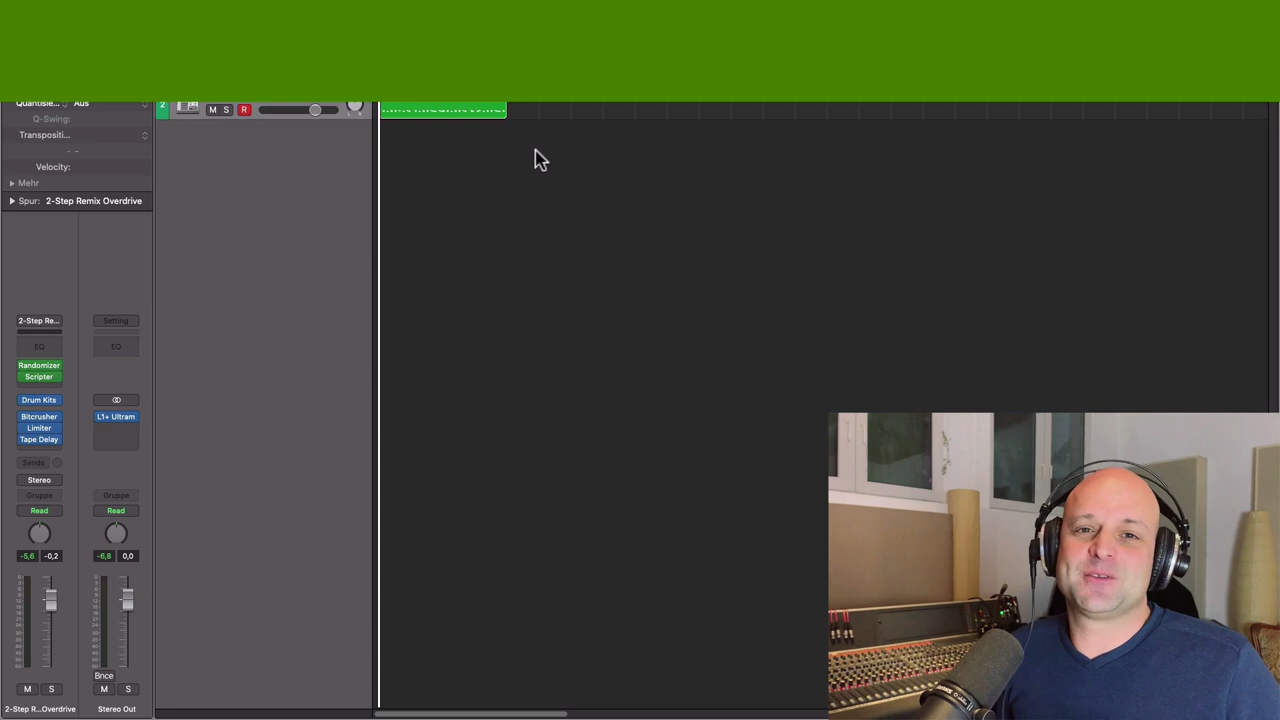 Quantisie... Aus
2
M S R
Q-Swing:
Transpositi...
- -
Velocity:
Mehr
Spur: 2-Step Remix Overdrive
2-Step Re... Setting
EQ EQ
Randomizer
Scripter
Drum Kits
Bitcrusher L1+ Ultram
Limiter
Tape Delay
Sends
Stereo
Gruppe Gruppe
Read Read
-5,6 -0,2 -6,8 0,0
Bnce
M S M S
2-Step R...Overdrive Stereo Out